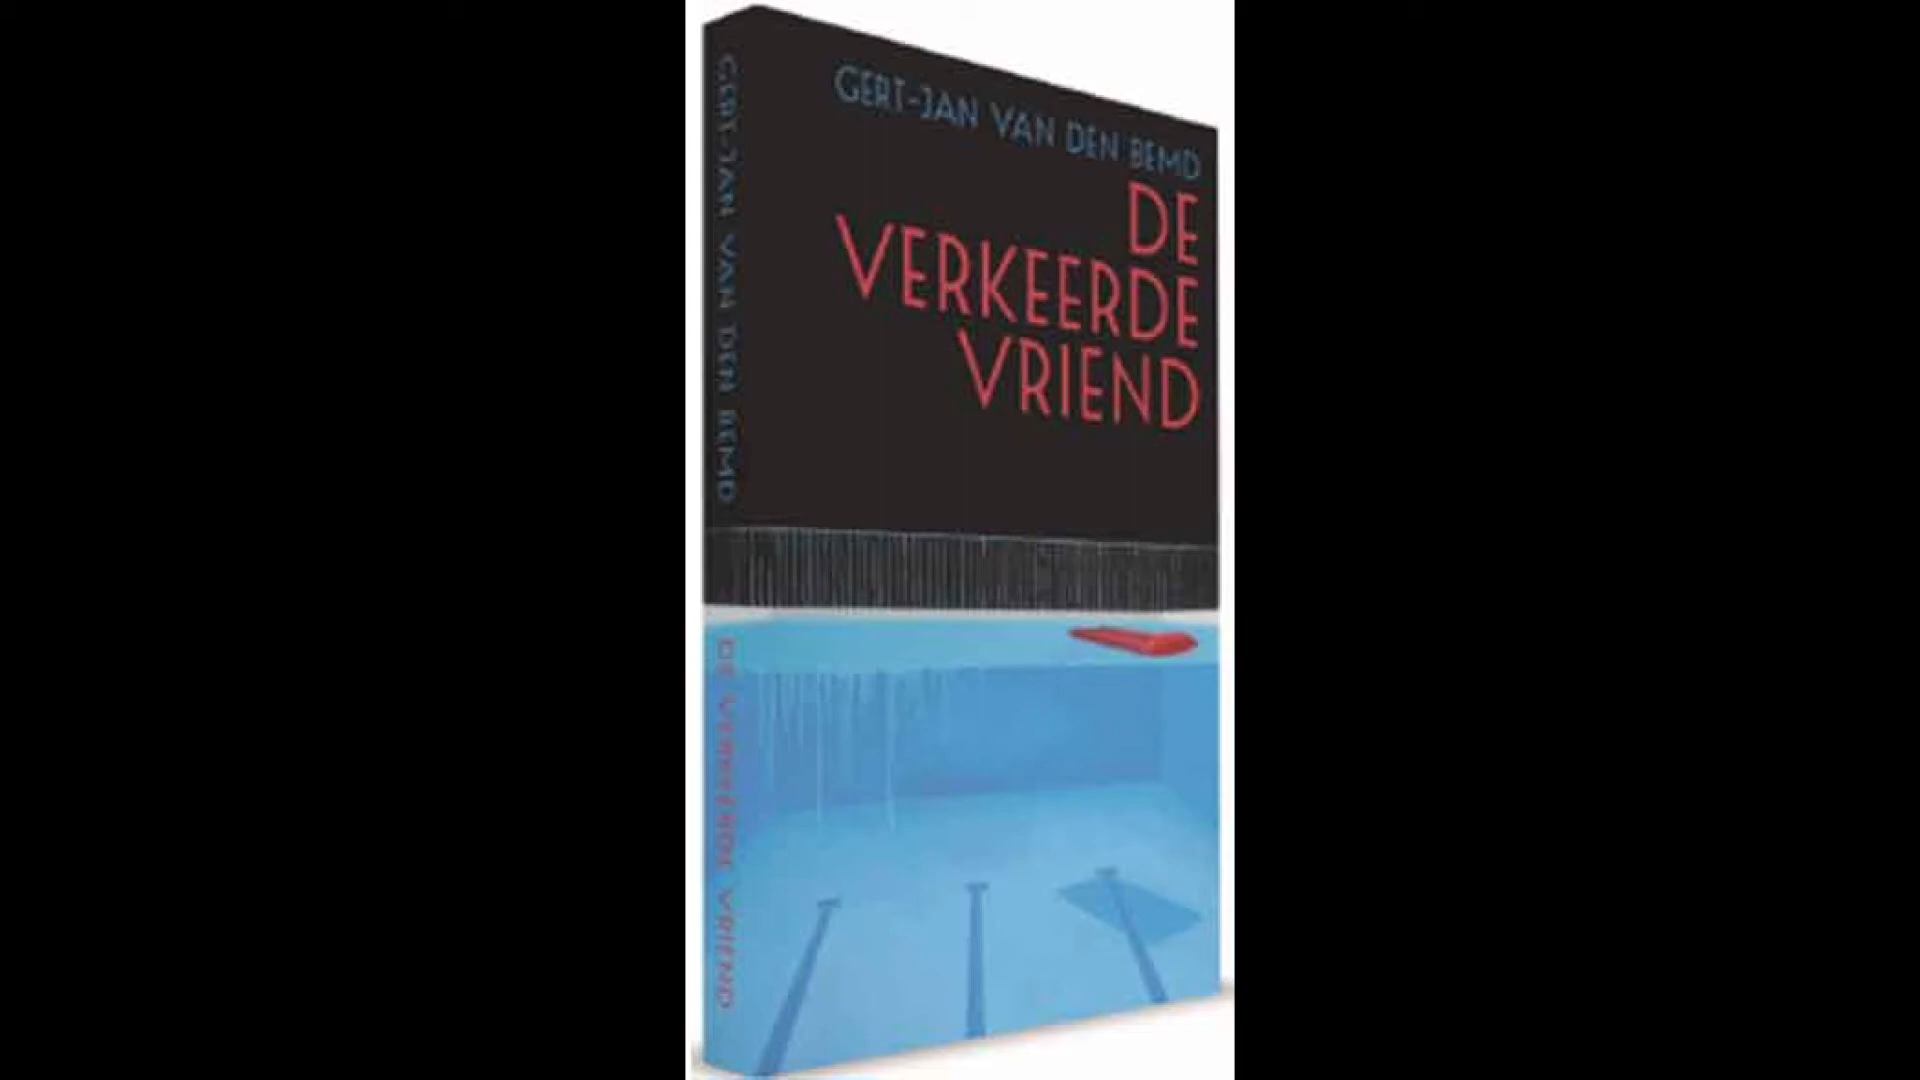 GERT-JAN VAN DEN BEMD
DE
VERKEERDE
VRIEND
GERT-JAN VAN DEN BEMD
DE VERKEERDE VRIEND